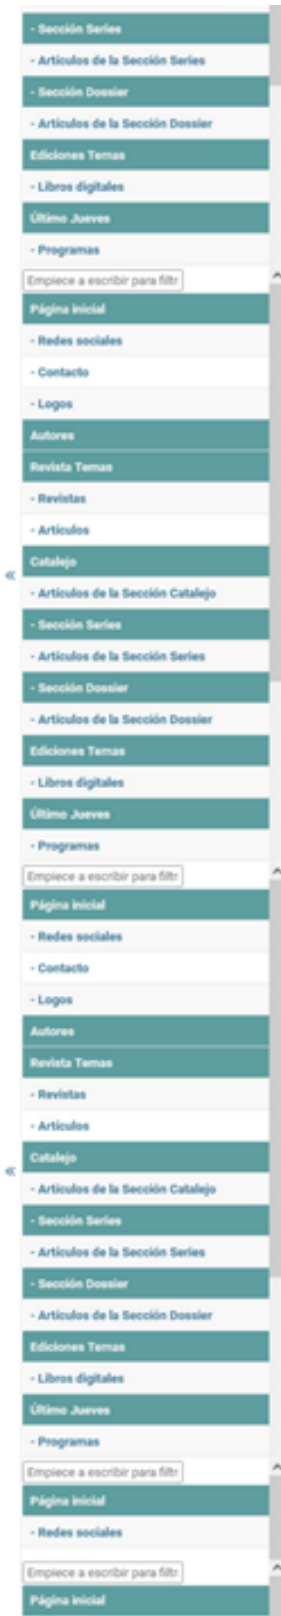 - Sección Series
- Artículos de la Sección Series
- Sección Dossier
- Artículos de la Sección Dossier
Ediciones Temas
- Libros digitales
Último Jueves
- Programas
Empiece a escribir para filtr
Página inicial
- Redes sociales
- Contacto
- Logos
Autores
Revista Temas
- Revistas
- Artículos
Catalejo
- Artículos de la Sección Catalejo
- Sección Series
- Artículos de la Sección Series
- Sección Dossier
- Artículos de la Sección Dossier
Ediciones Temas
- Libros digitales
Último Jueves
- Programas
Empiece a escribir para filtr
Página inicial
- Redes sociales
- Contacto
- Logos
Autores
Revista Temas
- Revistas
- Artículos
Catalejo
- Artículos de la Sección Catalejo
- Sección Series
- Artículos de la Sección Series
- Sección Dossier
- Artículos de la Sección Dossier
Ediciones Temas
- Libros digitales
Último Jueves
- Programas
Empiece a escribir para filtr
Página inicial
- Redes sociales
Empiece a escribir para filtr
Página inicial